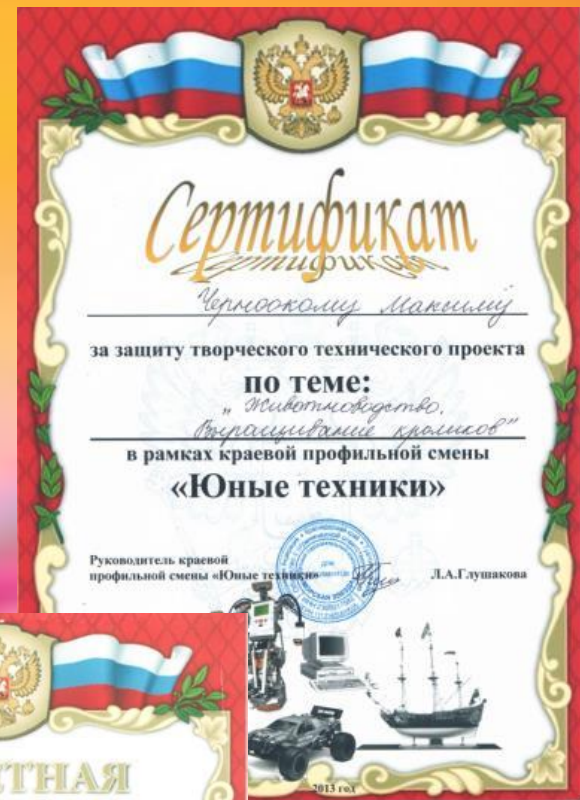 Сертификат
Черноокому Максиму
за защиту творческого технического проекта
по теме:
„Животноводство.
Выращивание кроликов"
в рамках краевой профильной смены
«Юные техники»
Руководитель краевой
профильной смены «Юные техники»
Л.А.Глушакова
2013 год
ЕТНАЯ